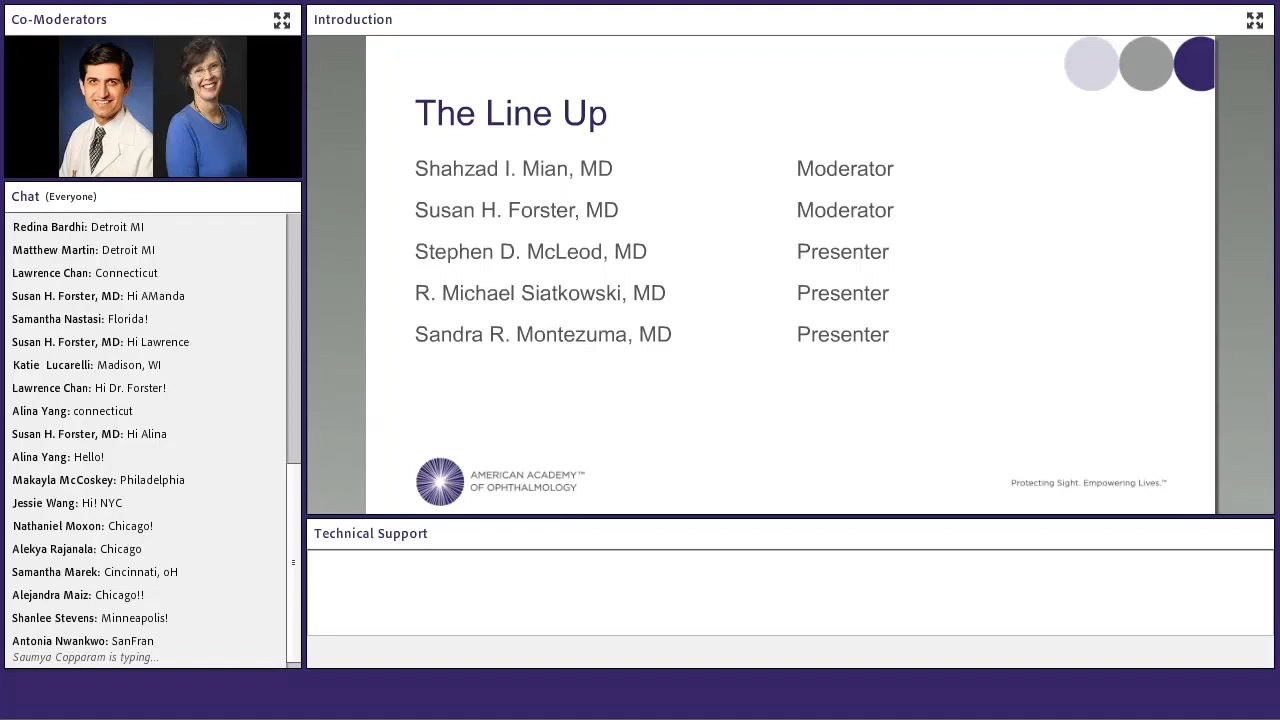 Co-Moderators
Chat (Everyone)
Redina Bardhi: Detroit MI
Matthew Martin: Detroit MI
Lawrence Chan: Connecticut
Susan H. Forster, MD: Hi AManda
Samantha Nastasi: Florida!
Susan H. Forster, MD: Hi Lawrence
Katie Lucarelli: Madison, WI
Lawrence Chan: Hi Dr. Forster!
Alina Yang: connecticut
Susan H. Forster, MD: Hi Alina
Alina Yang: Hello!
Makayla McCoskey: Philadelphia
Jessie Wang: Hi! NYC
Nathaniel Moxon: Chicago!
Alekya Rajanala: Chicago
Samantha Marek: Cincinnati, oH
Alejandra Maiz: Chicago!!
Shanlee Stevens: Minneapolis!
Antonia Nwankwo: SanFran
Saumya Copparam is typing...
Introduction
The Line Up
Shahzad I. Mian, MD Moderator
Susan H. Forster, MD Moderator
Stephen D. McLeod, MD Presenter
R. Michael Siatkowski, MD Presenter
Sandra R. Montezuma, MD Presenter
AMERICAN ACADEMY™
OF OPHTHALMOLOGY
Protecting Sight. Empowering Lives.™
Technical Support